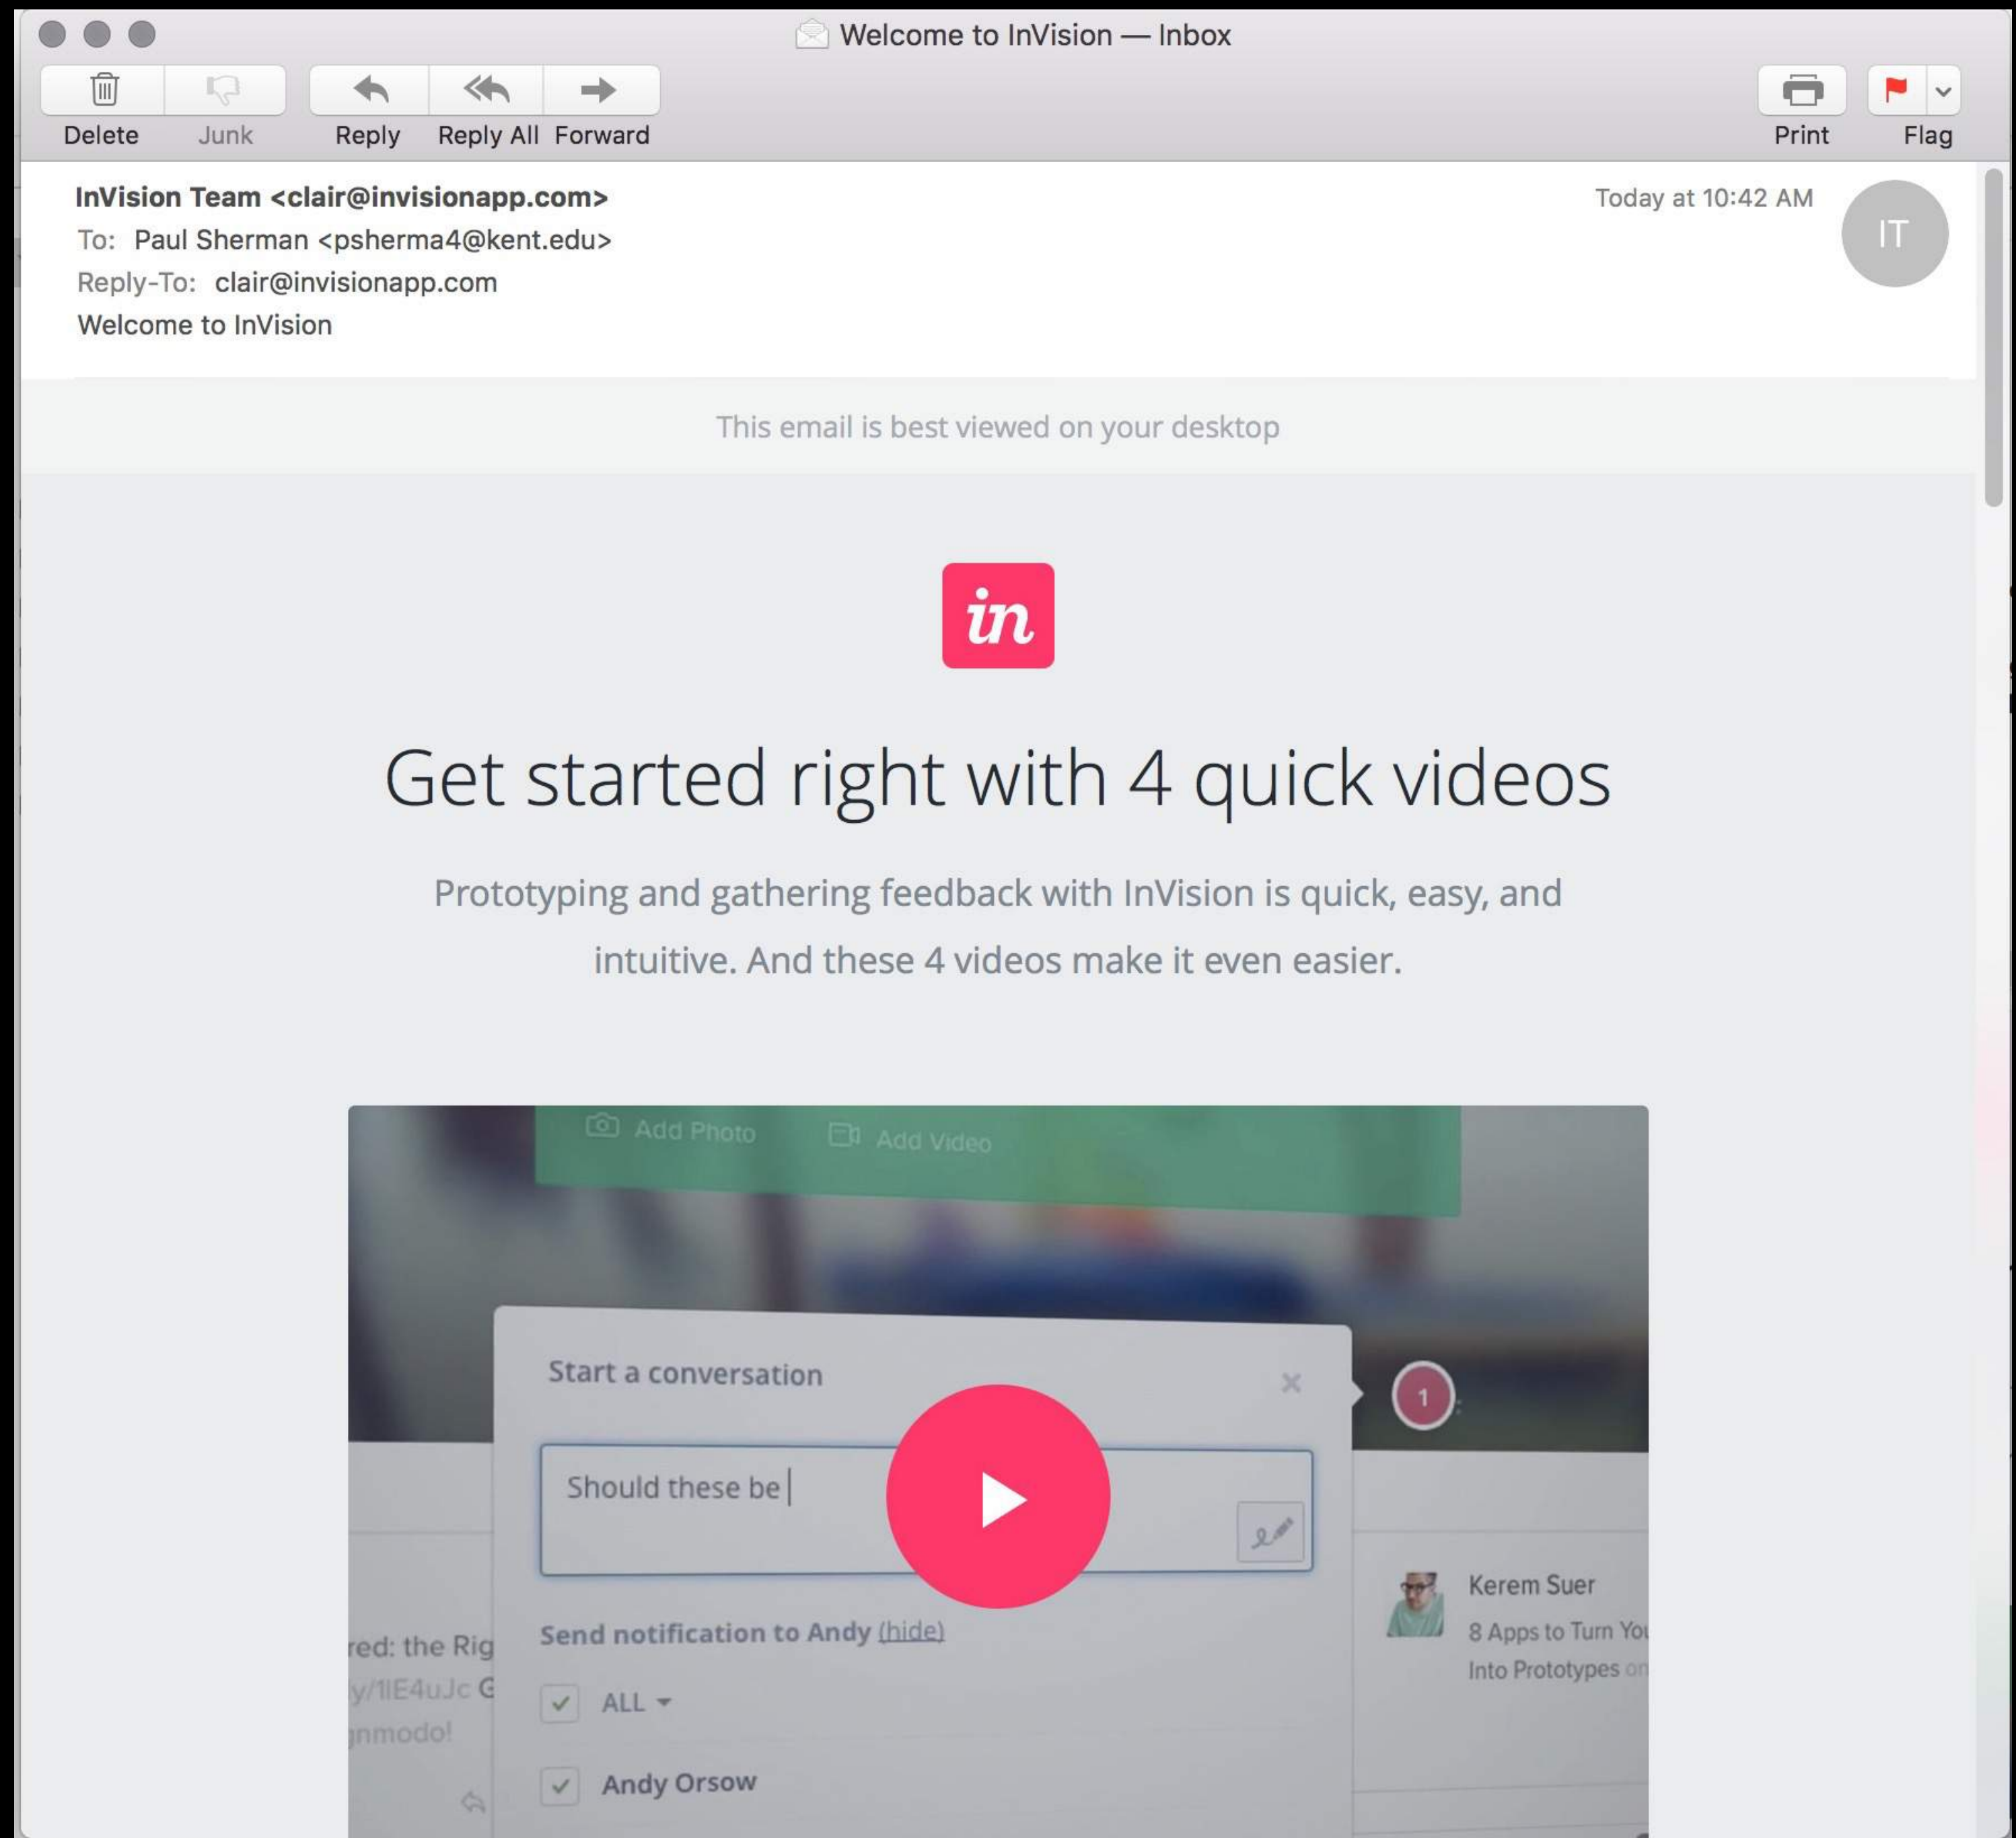 Welcome to InVision — Inbox
Delete Junk Reply Reply All Forward Print Flag
InVision Team <clair@invisionapp.com> Today at 10:42 AM
IT
To: Paul Sherman <psherma4@kent.edu>
Reply-To: clair@invisionapp.com
Welcome to InVision
This email is best viewed on your desktop
in
Get started right with 4 quick videos
Prototyping and gathering feedback with InVision is quick, easy, and
intuitive. And these 4 videos make it even easier.
Add Photo Add Video
Start a conversation
1
Should these be
Send notification to Andy (hide)
ALL
Andy Orsow
red: the Rig
y/1lE4uJc G
gnmodo!
Kerem Suer
8 Apps to Turn You
Into Prototypes on